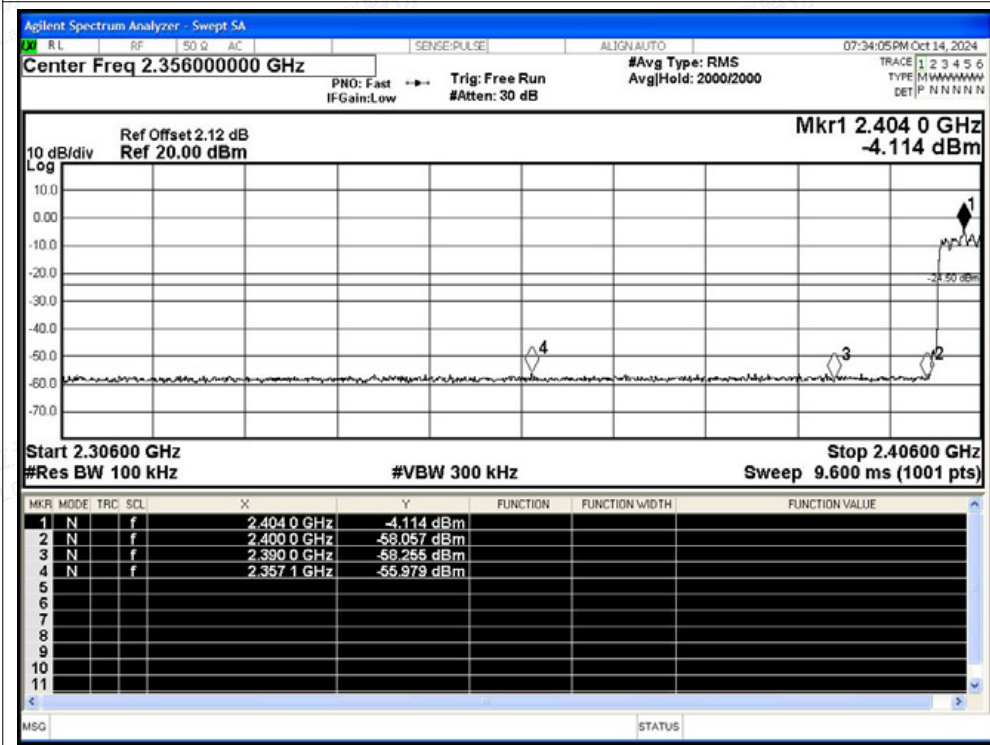 Agilent Spectrum Analyzer - Swept SA
LXI RL RF 50 Ω AC SENSE:PULSE ALIGN AUTO 07:34:05 PM Oct 14, 2024
Center Freq 2.356000000 GHz #Avg Type: RMS TRACE 1 2 3 4 5 6
PNO: Fast Trig: Free Run Avg|Hold: 2000/2000 TYPE M WWWWW
IFGain:Low #Atten: 30 dB DET P N N N N N
Mkr1 2.404 0 GHz
Ref Offset 2.12 dB
10 dB/div Ref 20.00 dBm -4.114 dBm
Log
10.0
1
0.00
-10.0
-20.0
-24.50 dBm
-30.0
-40.0
4
-50.0
3 2
-60.0
-70.0
Start 2.30600 GHz Stop 2.40600 GHz
#Res BW 100 kHz #VBW 300 kHz Sweep 9.600 ms (1001 pts)
MKR MODE TRC SCL X Y FUNCTION FUNCTION WIDTH FUNCTION VALUE
1 N f 2.404 0 GHz -4.114 dBm
2 N f 2.400 0 GHz -58.057 dBm
3 N f 2.390 0 GHz -58.255 dBm
4 N f 2.357 1 GHz -55.979 dBm
5
6
7
8
9
10
11
MSG STATUS